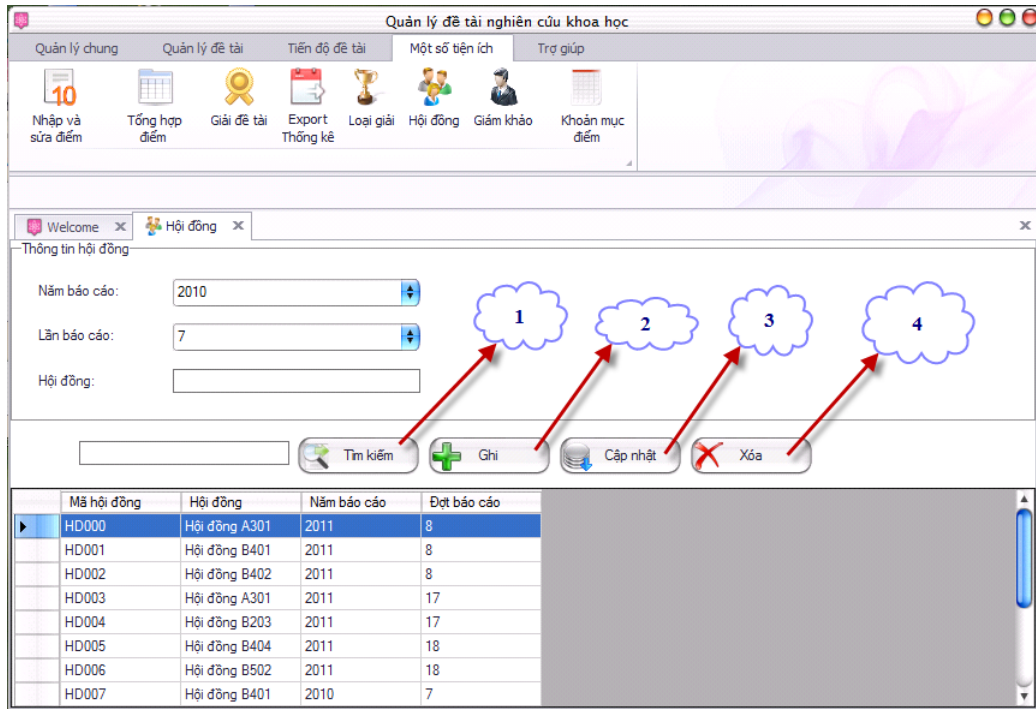 Quản lý đề tài nghiên cứu khoa học
Quản lý chung Quản lý đề tài Tiến độ đề tài Một số tiện ích Trợ giúp
10
Nhập và sửa điểm
Tổng hợp điểm
Giải đề tài
Export Thống kê
Loại giải
Hội đồng
Giám khảo
Khoản mục điểm
Welcome x Hội đồng x x
Thông tin hội đồng
Năm báo cáo: 2010
Lần báo cáo: 7
Hội đồng:
1 2 3 4
Tìm kiếm Ghi Cập nhật Xóa
Mã hội đồng Hội đồng Năm báo cáo Đợt báo cáo
HD000 Hội đồng A301 2011 8
HD001 Hội đồng B401 2011 8
HD002 Hội đồng B402 2011 8
HD003 Hội đồng A301 2011 17
HD004 Hội đồng B203 2011 17
HD005 Hội đồng B404 2011 18
HD006 Hội đồng B502 2011 18
HD007 Hội đồng B401 2010 7